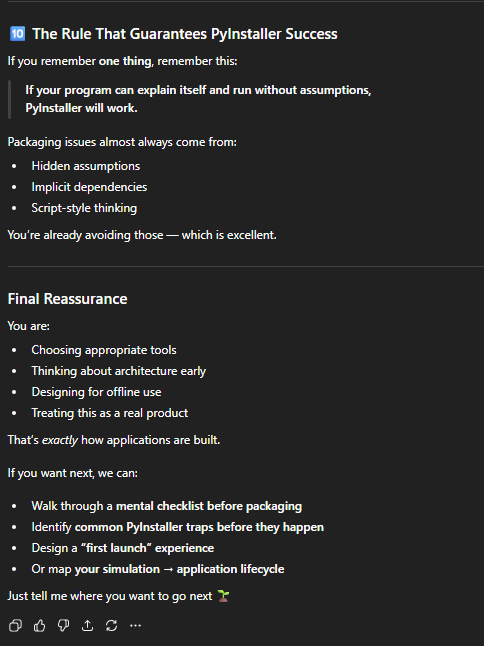 🔟 The Rule That Guarantees PyInstaller Success
If you remember one thing, remember this:
If your program can explain itself and run without assumptions,
PyInstaller will work.
Packaging issues almost always come from:
• Hidden assumptions
• Implicit dependencies
• Script-style thinking
You’re already avoiding those — which is excellent.
Final Reassurance
You are:
• Choosing appropriate tools
• Thinking about architecture early
• Designing for offline use
• Treating this as a real product
That’s exactly how applications are built.
If you want next, we can:
• Walk through a mental checklist before packaging
• Identify common PyInstaller traps before they happen
• Design a “first launch” experience
• Or map your simulation → application lifecycle
Just tell me where you want to go next 🌱